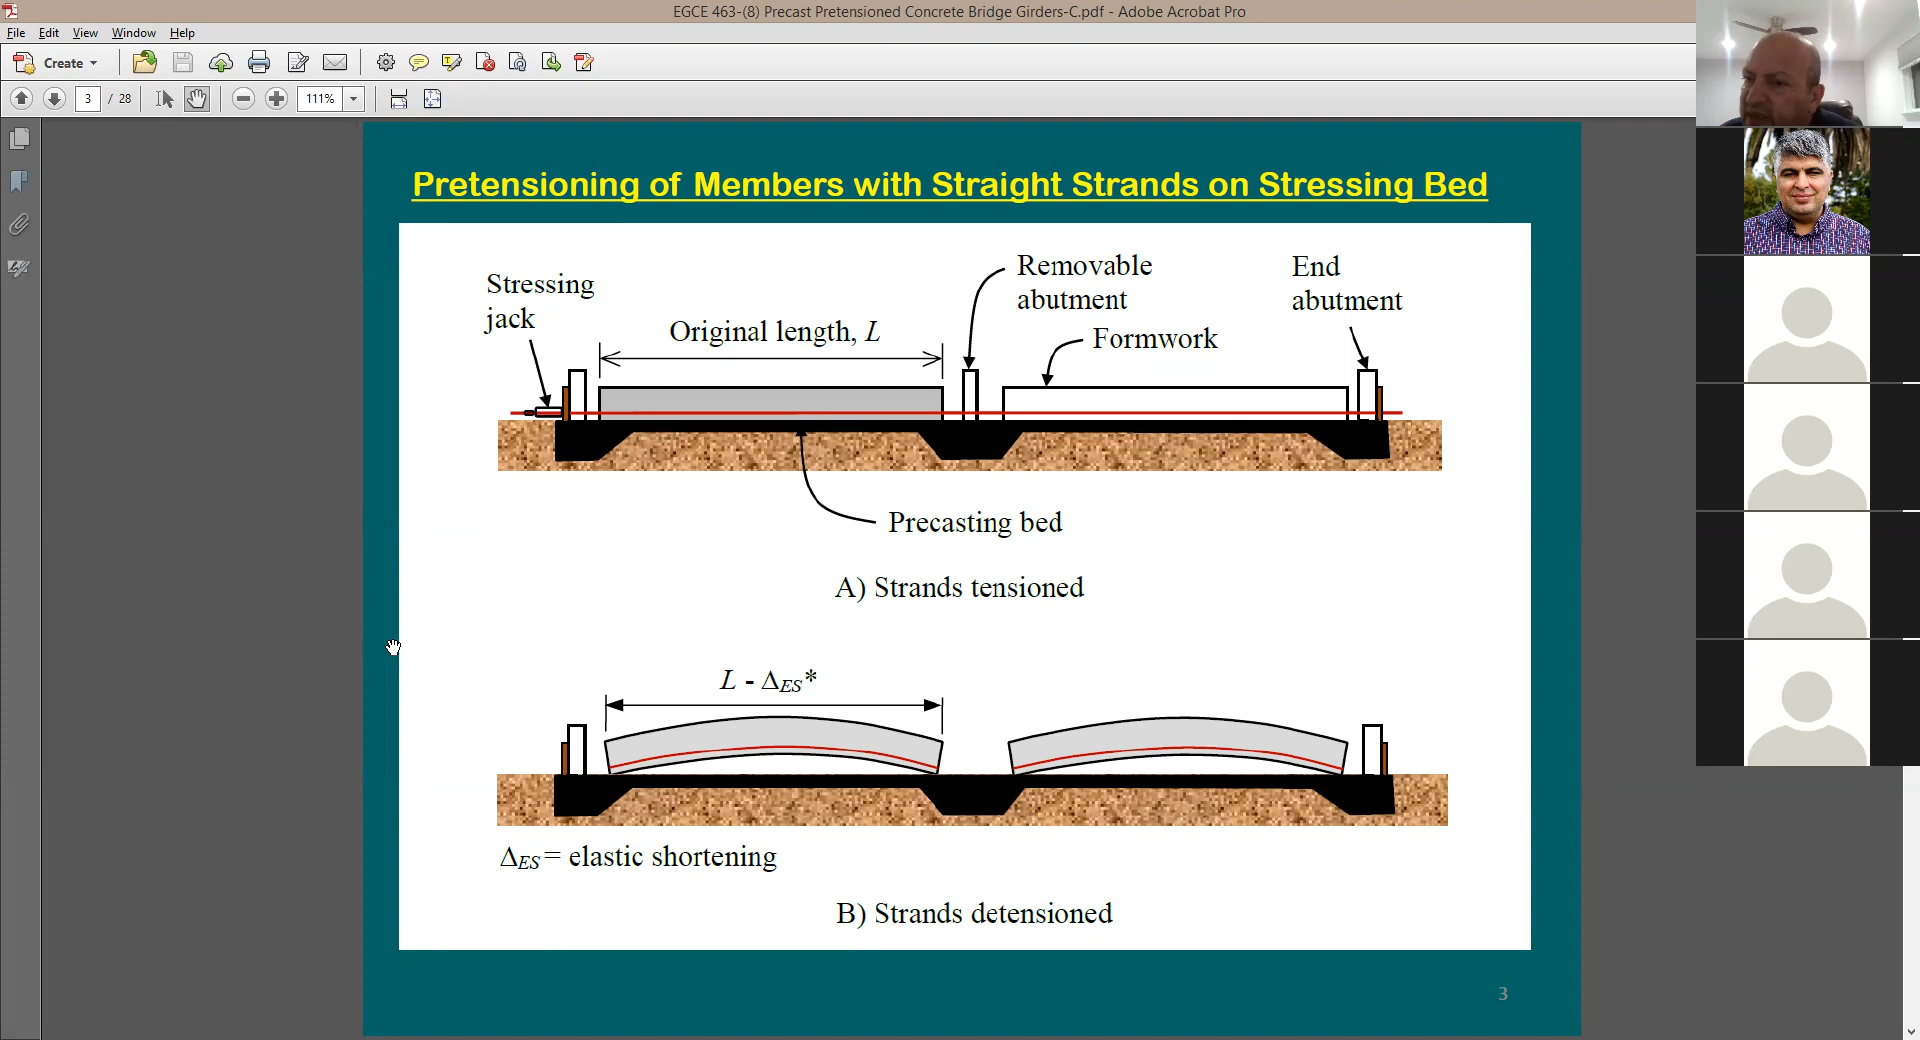 EGCE 463-(8) Precast Pretensioned Concrete Bridge Girders-C.pdf - Adobe Acrobat Pro
File Edit View Window Help
Create
3 / 28 111%
Pretensioning of Members with Straight Strands on Stressing Bed
Stressing
jack
Original length, L
Removable
abutment
Formwork
End
abutment
Precasting bed
A) Strands tensioned
L - Δ_ES*
Δ_ES = elastic shortening
B) Strands detensioned
3